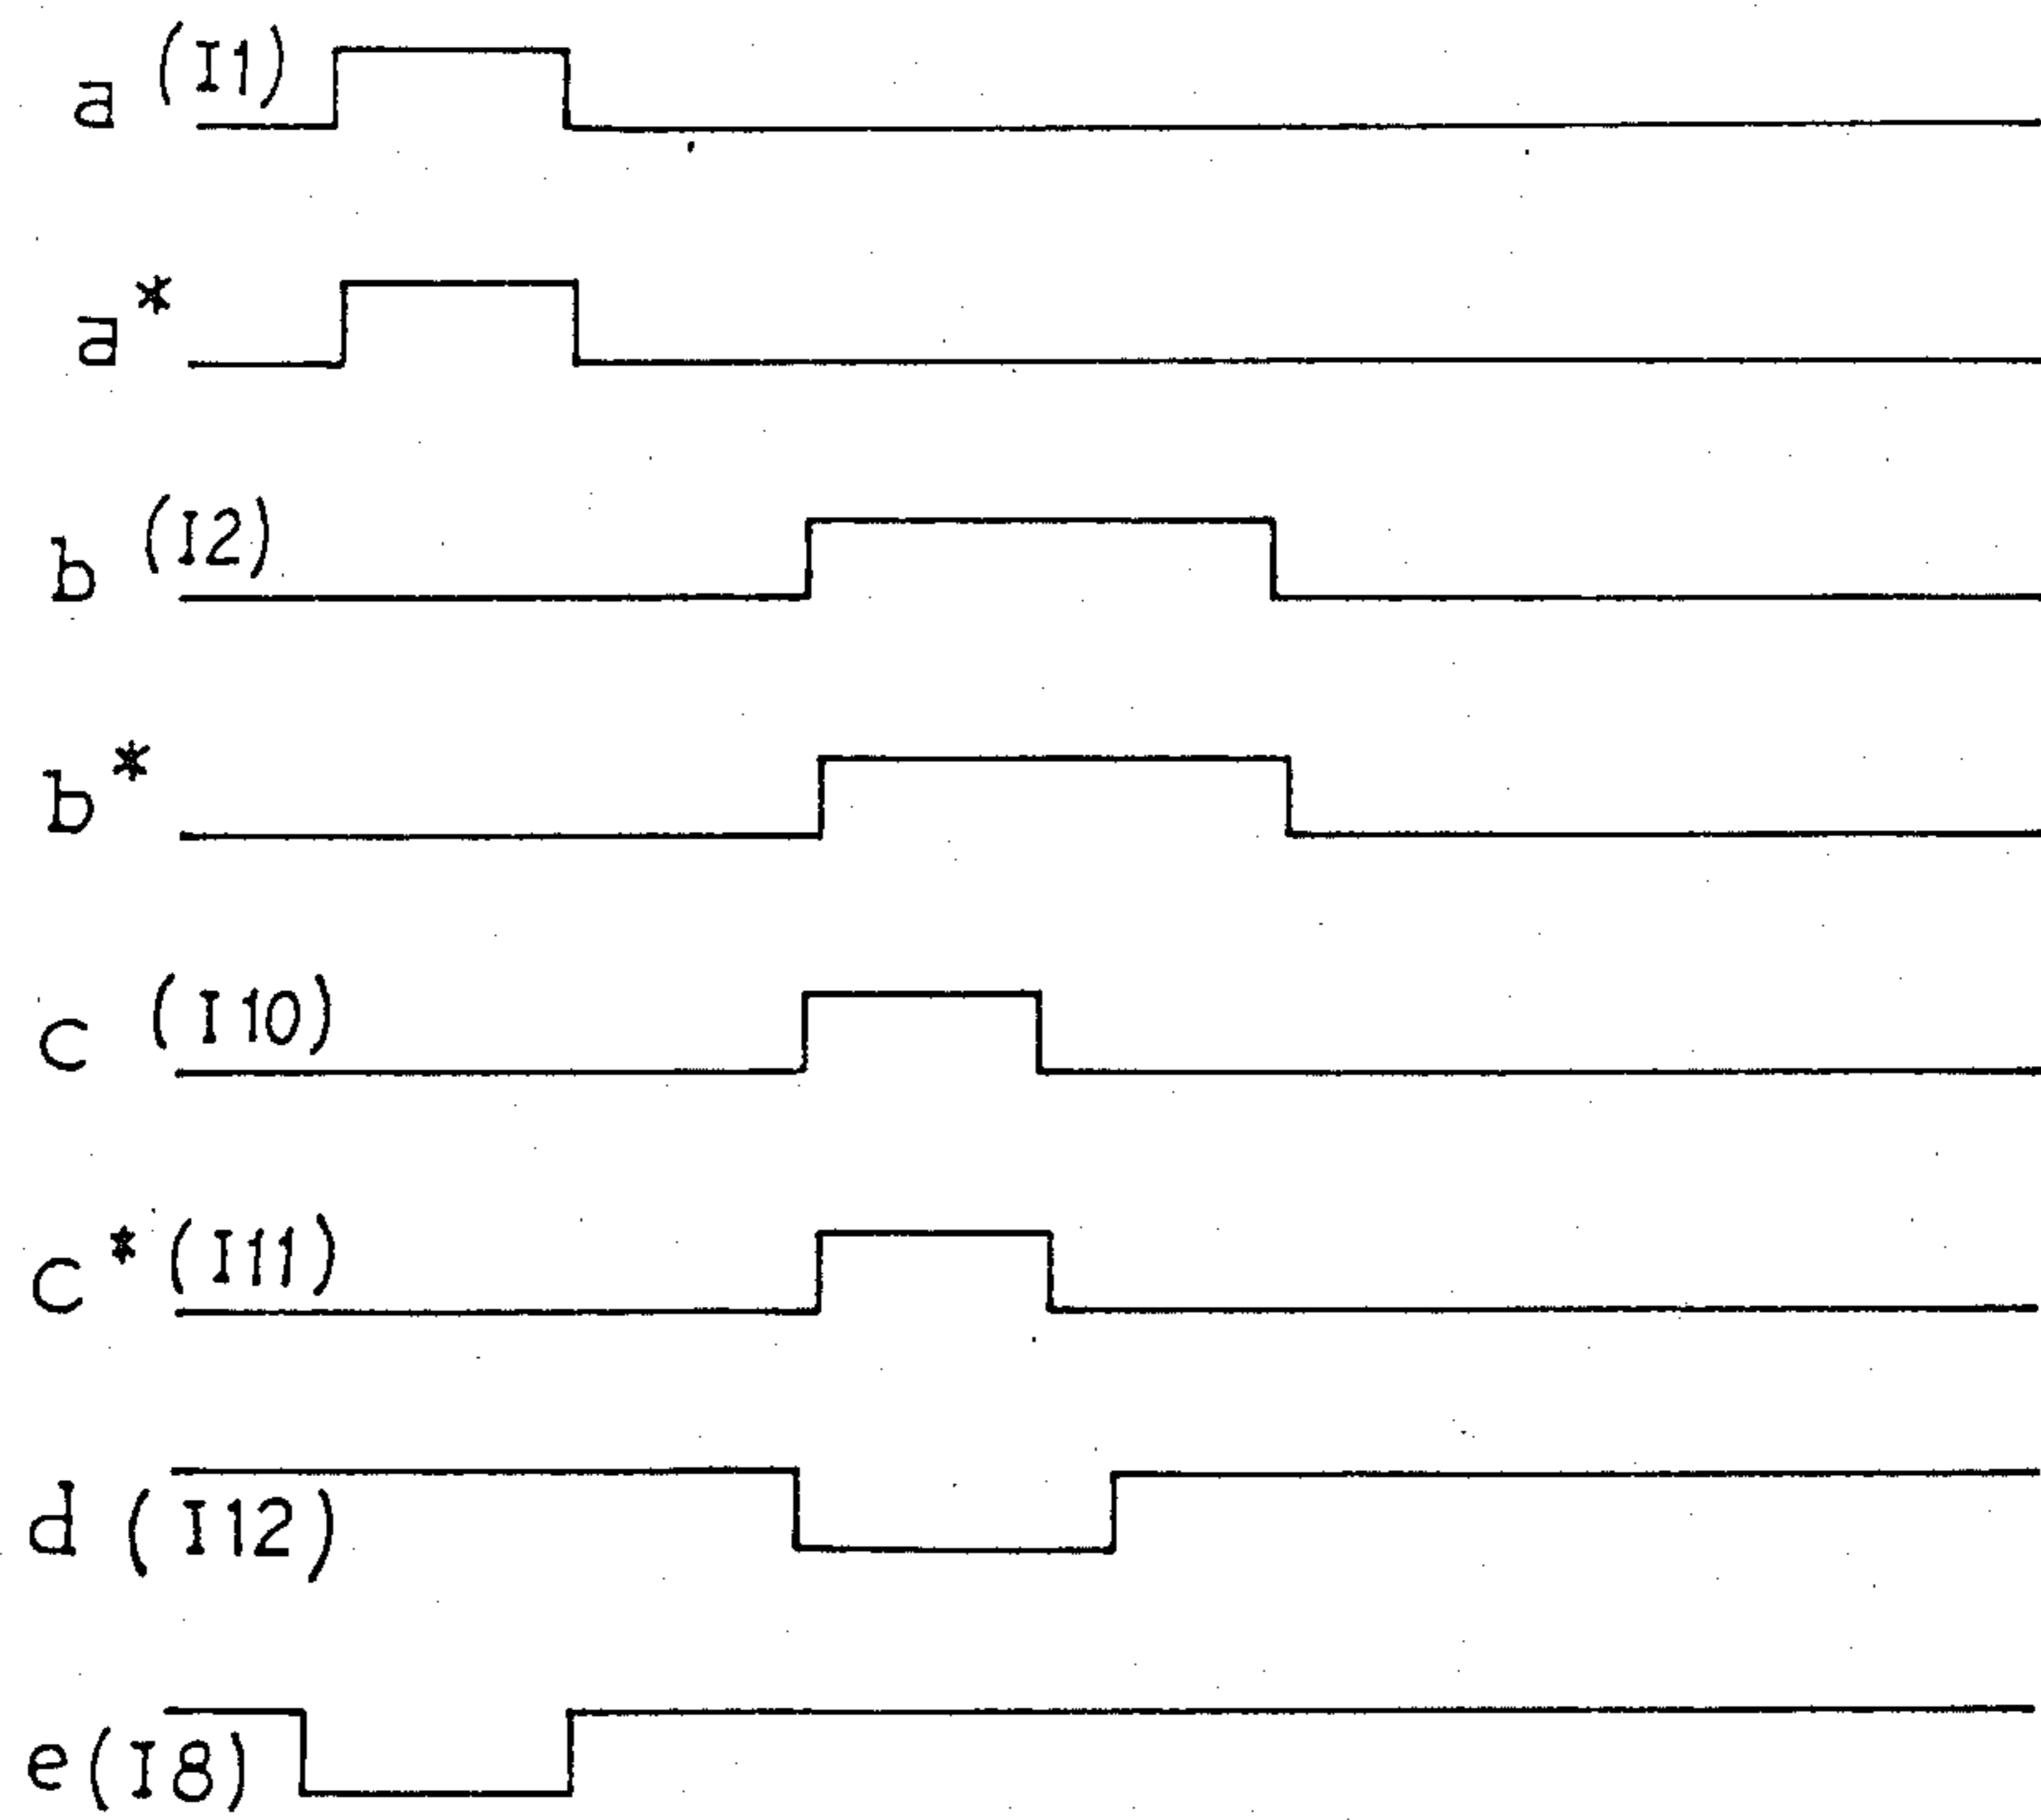 a (I1)
a*
b (I2)
b*
c (I10)
c* (I11)
d (I12)
e (I8)